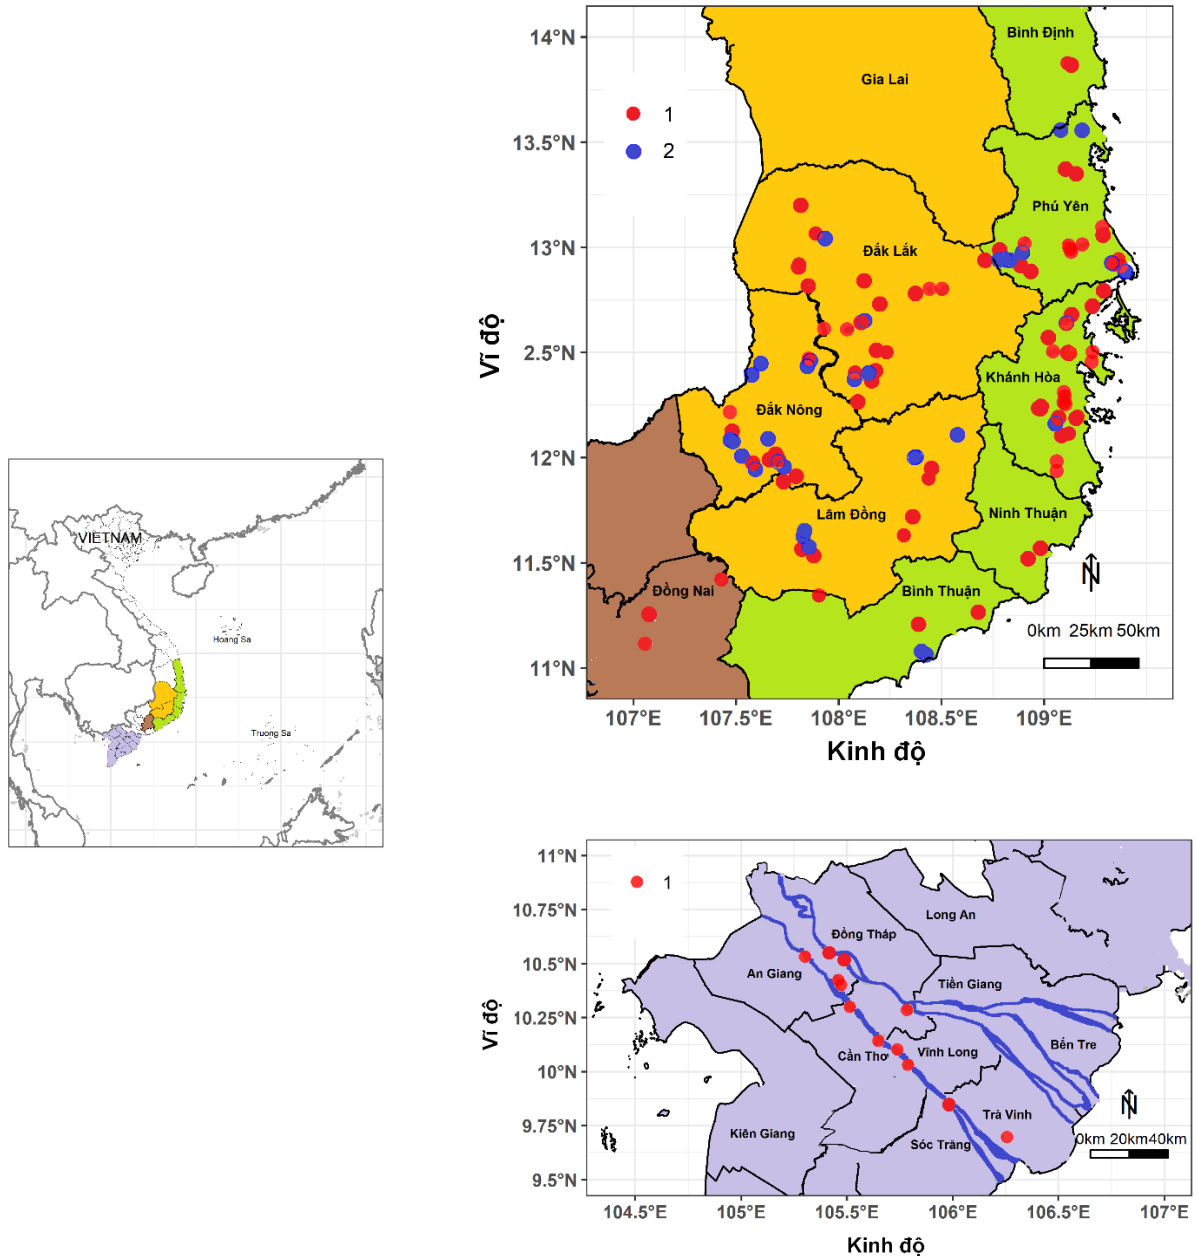 14°N
13.5°N
13°N
2.5°N
12°N
11.5°N
11°N
Vĩ độ
1
2
Bình Định
Gia Lai
Phú Yên
Đắk Lắk
Khánh Hòa
Đắk Nông
Lâm Đồng
Ninh Thuận
Đồng Nai
Bình Thuận
N
0km 25km 50km
107°E 107.5°E 108°E 108.5°E 109°E
Kinh độ
VIETNAM
Hoang Sa
Truong Sa
11°N
10.75°N
10.5°N
10.25°N
10°N
9.75°N
9.5°N
Vĩ độ
1
Long An
Đồng Tháp
An Giang
Tiền Giang
Bến Tre
Cần Thơ
Vĩnh Long
Trà Vinh
Kiên Giang
Sóc Trăng
N
0km 20km40km
104.5°E 105°E 105.5°E 106°E 106.5°E 107°E
Kinh độ